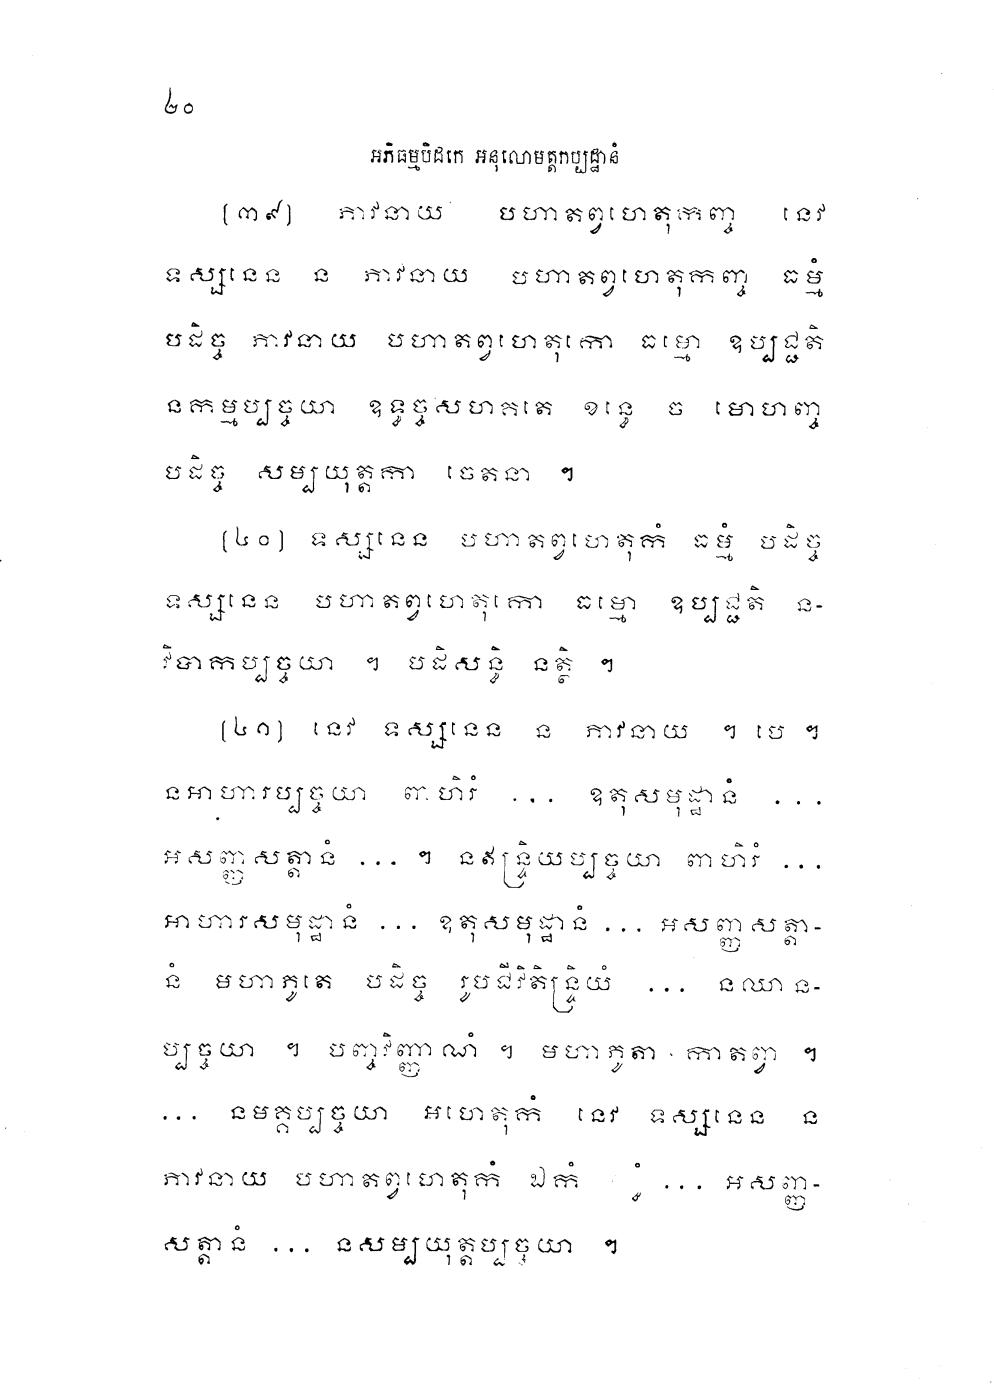 ៤០
អភិធម្មបិដកេ អនុលោមត្តកប្បដ្ឋានំ
(៣៩) ភាវនាយ បហាតព្វហេតុកញ្ច នេវ
ទស្សនេន ន ភាវនាយ បហាតព្វហេតុកញ្ច ធម្មំ
បដិច្ច ភាវនាយ បហាតព្វហេតុកោ ធម្មោ ឧប្បជ្ជតិ
នកម្មប្បច្ចយា ឧទ្ធច្ចសហគតេ ខន្ធេ ច មោហញ្ច
បដិច្ច សម្បយុត្តកា ចេតនា ។
(៤០) ទស្សនេន បហាតព្វហេតុកំ ធម្មំ បដិច្ច
ទស្សនេន បហាតព្វហេតុកោ ធម្មោ ឧប្បជ្ជតិ ន-
វិបាកប្បច្ចយា ។ បដិសន្ធិ នត្ថិ ។
(៤១) នេវ ទស្សនេន ន ភាវនាយ ។ បេ ។
នអាហារប្បច្ចយា ពាហិរំ ... ឧតុសមុដ្ឋានំ ...
អសញ្ញសត្តានំ ... ។ នឥន្ទ្រិយប្បច្ចយា ពាហិរំ ...
អាហារសមុដ្ឋានំ ... ឧតុសមុដ្ឋានំ ... អសញ្ញសត្តា-
នំ មហាភូតេ បដិច្ច រូបជីវិតិន្ទ្រិយំ ... នឈាន-
ប្បច្ចយា ។ បញ្ចវិញ្ញាណំ ។ មហាភូតា កាតព្វា ។
... នមគ្គប្បច្ចយា អហេតុកំ នេវ ទស្សនេន ន
ភាវនាយ បហាតព្វហេតុកំ ឯកំ ... អសញ្ញ-
សត្តានំ ... នសម្បយុត្តប្បច្ចយា ។